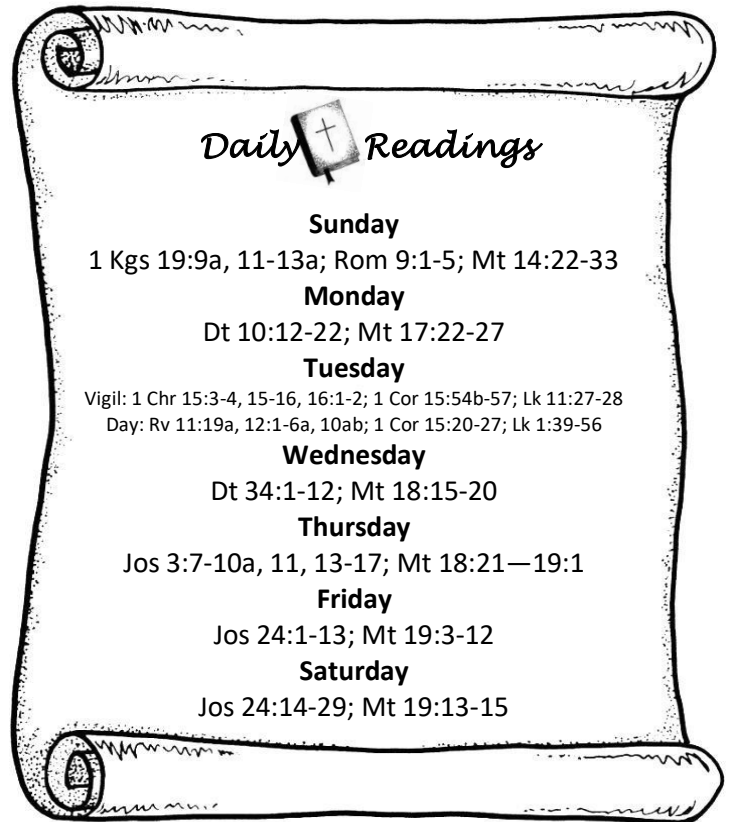 Daily Readings
Sunday
1 Kgs 19:9a, 11-13a; Rom 9:1-5; Mt 14:22-33
Monday
Dt 10:12-22; Mt 17:22-27
Tuesday
Vigil: 1 Chr 15:3-4, 15-16, 16:1-2; 1 Cor 15:54b-57; Lk 11:27-28
Day: Rv 11:19a, 12:1-6a, 10ab; 1 Cor 15:20-27; Lk 1:39-56
Wednesday
Dt 34:1-12; Mt 18:15-20
Thursday
Jos 3:7-10a, 11, 13-17; Mt 18:21—19:1
Friday
Jos 24:1-13; Mt 19:3-12
Saturday
Jos 24:14-29; Mt 19:13-15